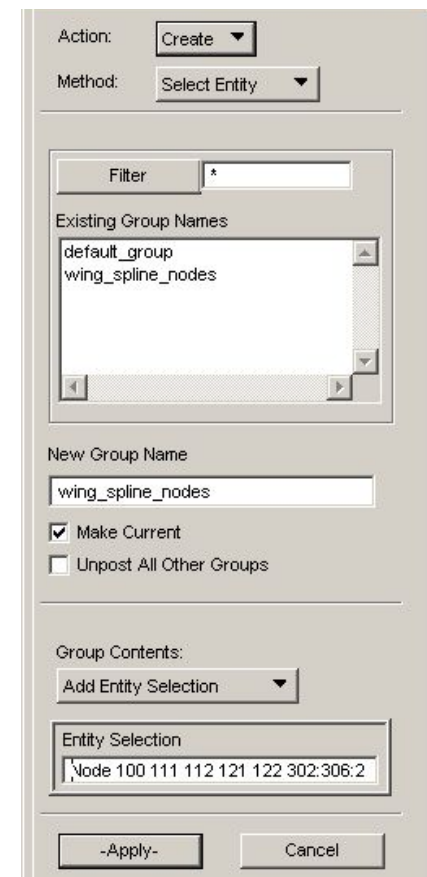 Action: Create
Method: Select Entity
Filter *
Existing Group Names
default_group
wing_spline_nodes
New Group Name
wing_spline_nodes
Make Current
Unpost All Other Groups
Group Contents:
Add Entity Selection
Entity Selection
Node 100 111 112 121 122 302:306:2
-Apply- Cancel